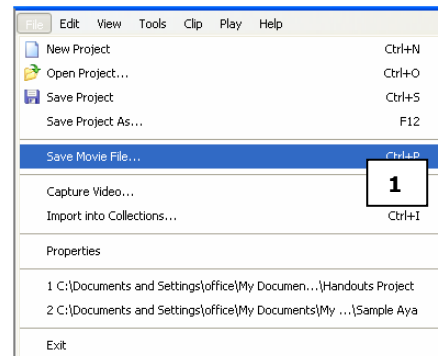 File Edit View Tools Clip Play Help
New Project Ctrl+N
Open Project... Ctrl+O
Save Project Ctrl+S
Save Project As... F12
Save Movie File... Ctrl+P
1
Capture Video...
Import into Collections... Ctrl+I
Properties
1 C:\Documents and Settings\office\My Documen...\Handouts Project
2 C:\Documents and Settings\office\My Documents\My ...\Sample Aya
Exit